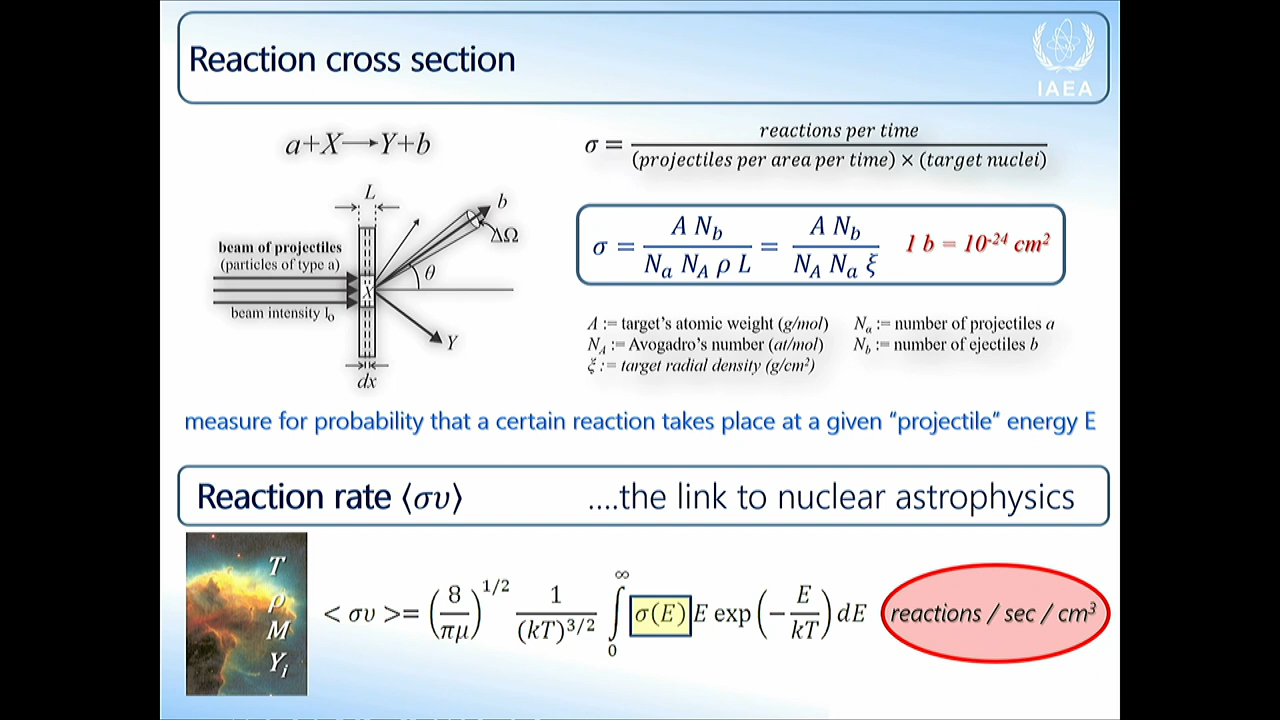 Reaction cross section
IAEA
a+X⟶Y+b
σ = reactions per time / (projectiles per area per time) × (target nuclei)
L
b
ΔΩ
beam of projectiles
(particles of type a)
θ
X
beam intensity I₀
Y
dx
σ = A N_b / N_a N_A ρ L = A N_b / N_A N_a ξ
1 b = 10⁻²⁴ cm²
A := target's atomic weight (g/mol)
N_A := Avogadro's number (at/mol)
ξ := target radial density (g/cm²)
N_a := number of projectiles a
N_b := number of ejectiles b
measure for probability that a certain reaction takes place at a given “projectile” energy E
Reaction rate ⟨συ⟩ ....the link to nuclear astrophysics
T
ρ
M
Y_i
< συ >= (8/πμ)^1/2 1/(kT)^3/2 ∫₀^∞ σ(E) E exp (−E/kT) dE
reactions / sec / cm³